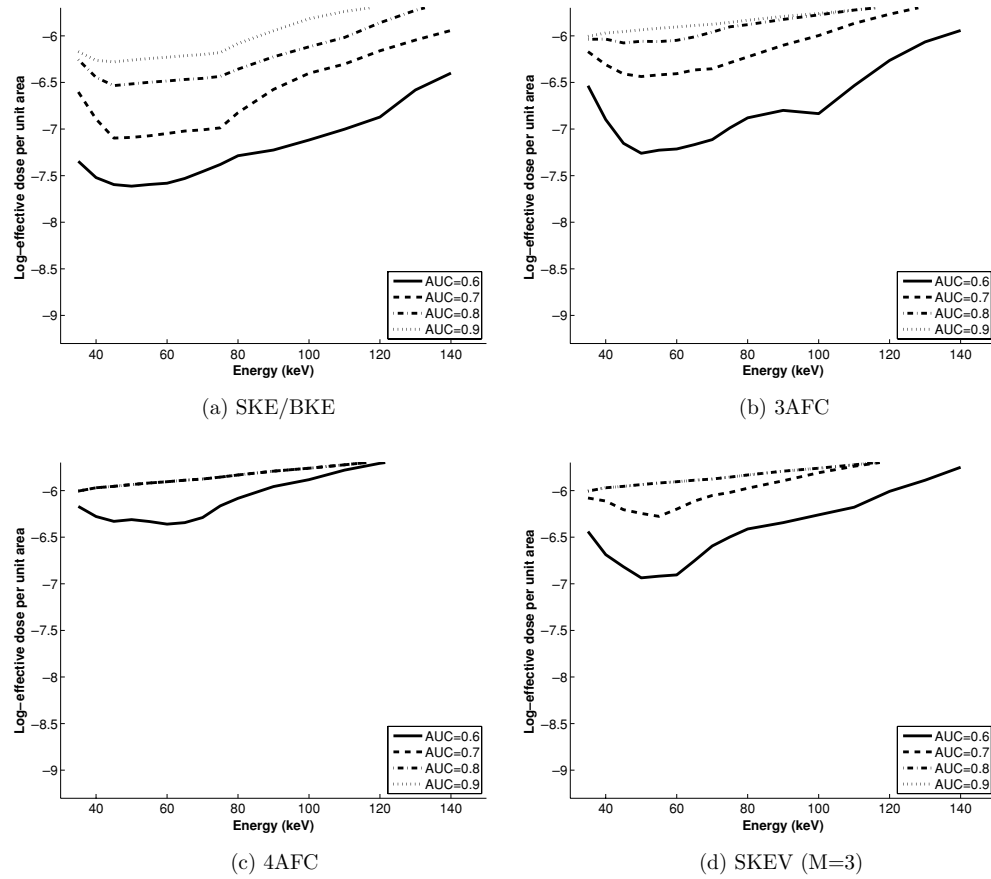 Log−effective dose per unit area
−6
−6.5
−7
−7.5
−8
−8.5
−9
40 60 80 100 120 140
Energy (keV)
AUC=0.6
AUC=0.7
AUC=0.8
AUC=0.9
(a) SKE/BKE
Log−effective dose per unit area
−6
−6.5
−7
−7.5
−8
−8.5
−9
40 60 80 100 120 140
Energy (keV)
AUC=0.6
AUC=0.7
AUC=0.8
AUC=0.9
(b) 3AFC
Log−effective dose per unit area
−6
−6.5
−7
−7.5
−8
−8.5
−9
40 60 80 100 120 140
Energy (keV)
AUC=0.6
AUC=0.7
AUC=0.8
AUC=0.9
(c) 4AFC
Log−effective dose per unit area
−6
−6.5
−7
−7.5
−8
−8.5
−9
40 60 80 100 120 140
Energy (keV)
AUC=0.6
AUC=0.7
AUC=0.8
AUC=0.9
(d) SKEV (M=3)